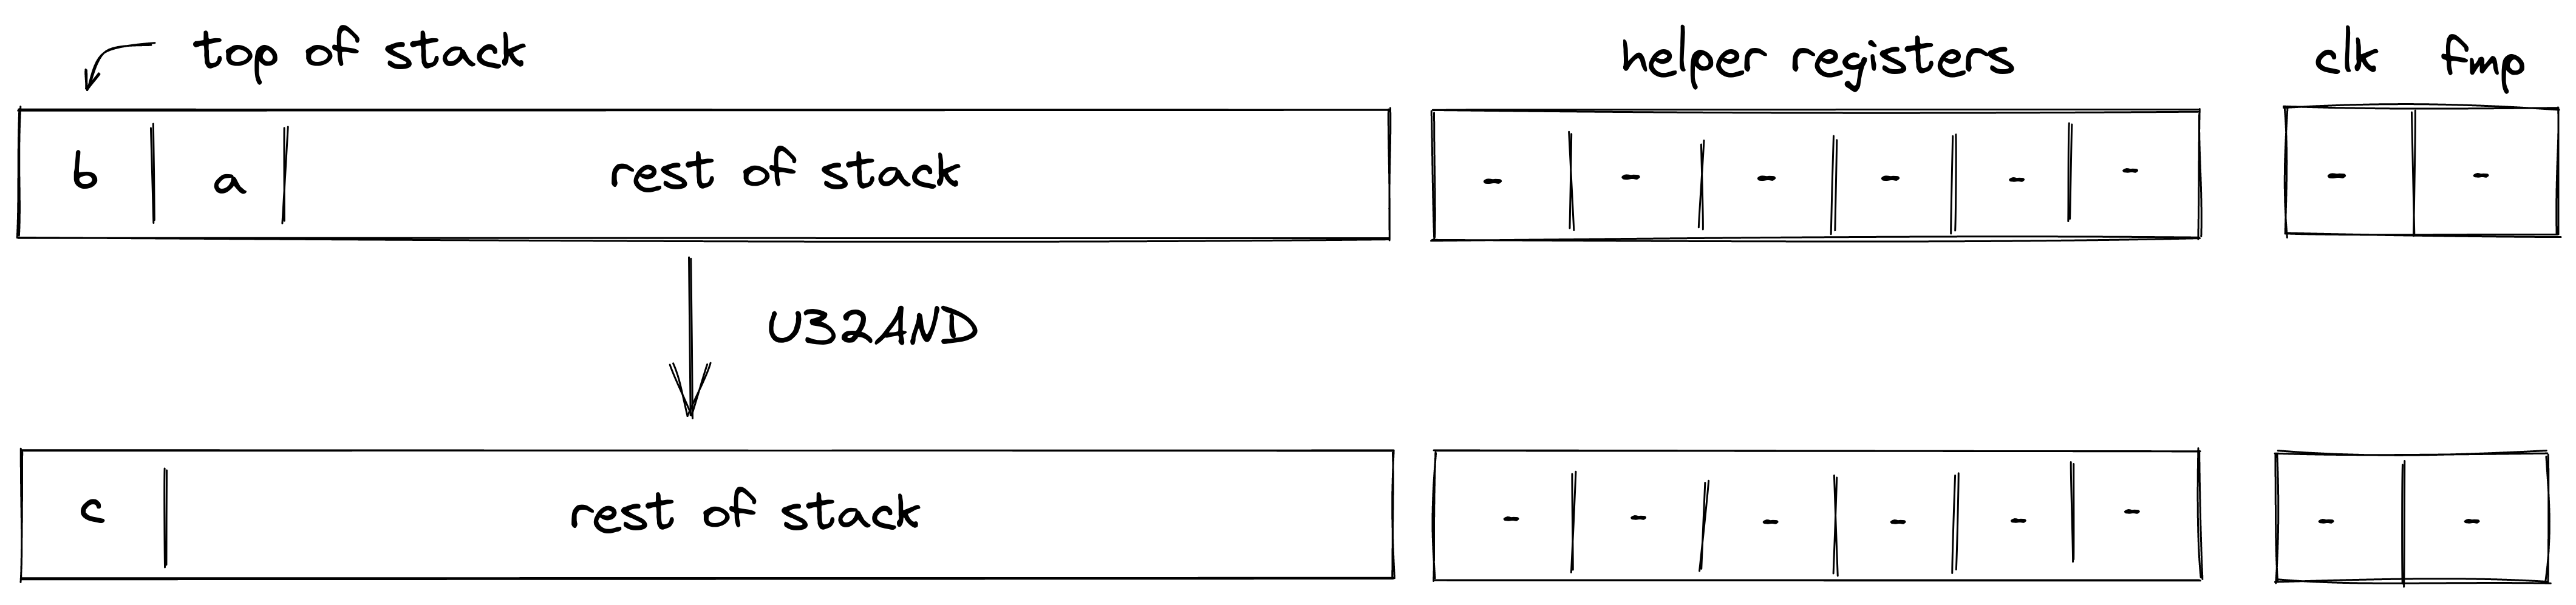 top of stack helper registers clk fmp
b a rest of stack - - - - - - - -
U32AND
c rest of stack - - - - - - - -